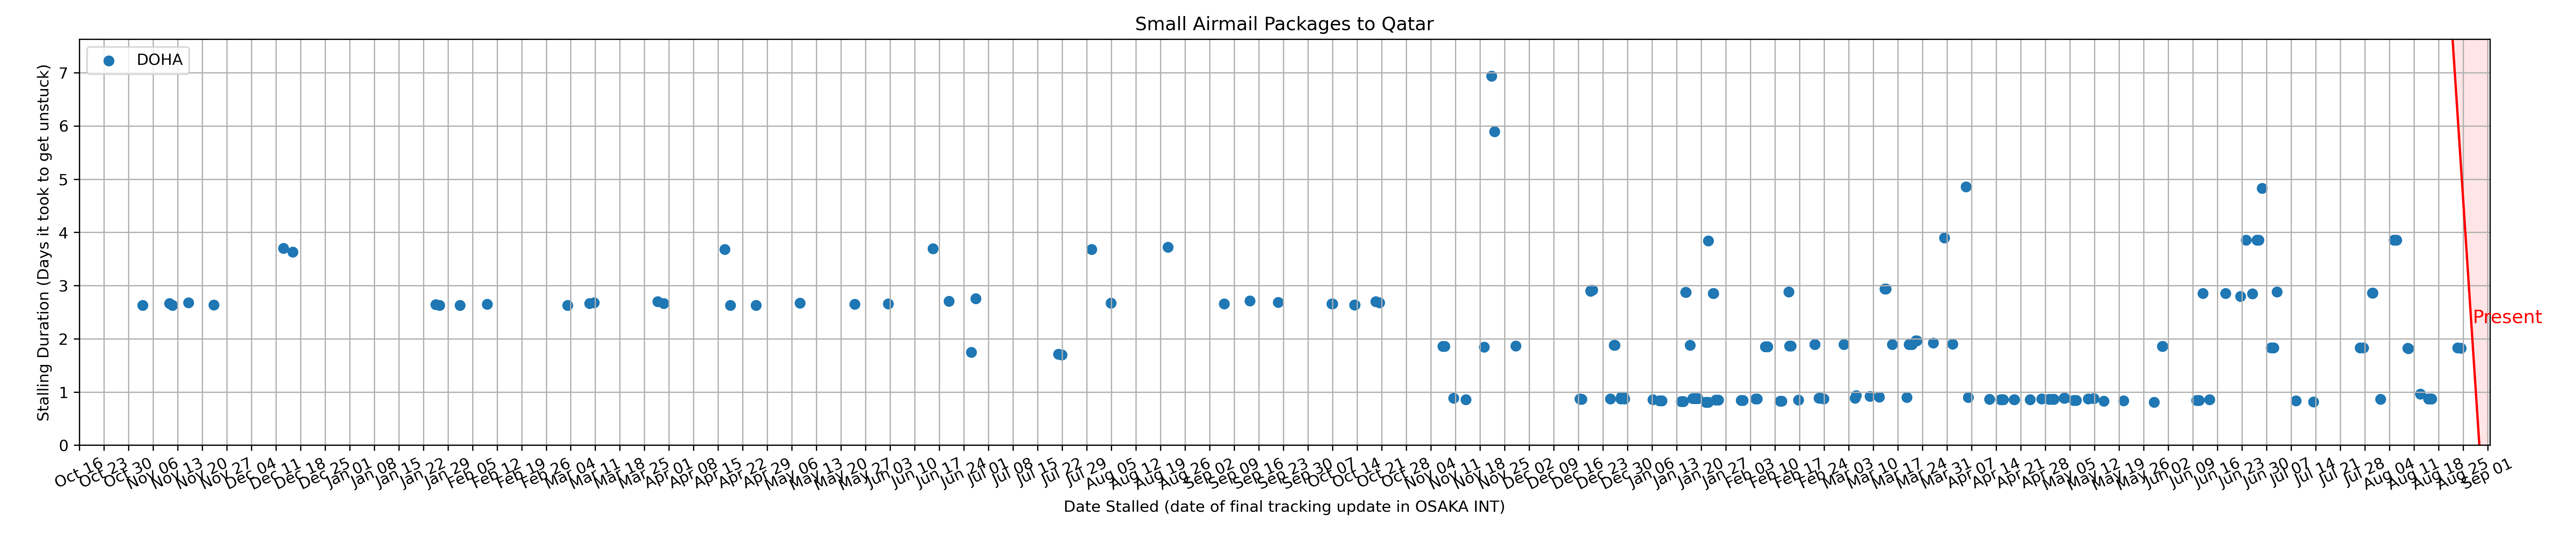 Small Airmail Packages to Qatar
DOHA
Stalling Duration (Days it took to get unstuck)
7
6
5
4
3
2
1
0
Present
Oct 16
Oct 23
Oct 30
Nov 06
Nov 13
Nov 20
Nov 27
Dec 04
Dec 11
Dec 18
Dec 25
Jan 01
Jan 08
Jan 15
Jan 22
Jan 29
Feb 05
Feb 12
Feb 19
Feb 26
Mar 04
Mar 11
Mar 18
Mar 25
Apr 01
Apr 08
Apr 15
Apr 22
Apr 29
May 06
May 13
May 20
May 27
Jun 03
Jun 10
Jun 17
Jun 24
Jul 01
Jul 08
Jul 15
Jul 22
Jul 29
Aug 05
Aug 12
Aug 19
Aug 26
Sep 02
Sep 09
Sep 16
Sep 23
Sep 30
Oct 07
Oct 14
Oct 21
Oct 28
Nov 04
Nov 11
Nov 18
Nov 25
Dec 02
Dec 09
Dec 16
Dec 23
Dec 30
Jan 06
Jan 13
Jan 20
Jan 27
Feb 03
Feb 10
Feb 17
Feb 24
Mar 03
Mar 10
Mar 17
Mar 24
Mar 31
Apr 07
Apr 14
Apr 21
Apr 28
May 05
May 12
May 19
May 26
Jun 02
Jun 09
Jun 16
Jun 23
Jun 30
Jul 07
Jul 14
Jul 21
Jul 28
Aug 04
Aug 11
Aug 18
Aug 25
Sep 01
Date Stalled (date of final tracking update in OSAKA INT)